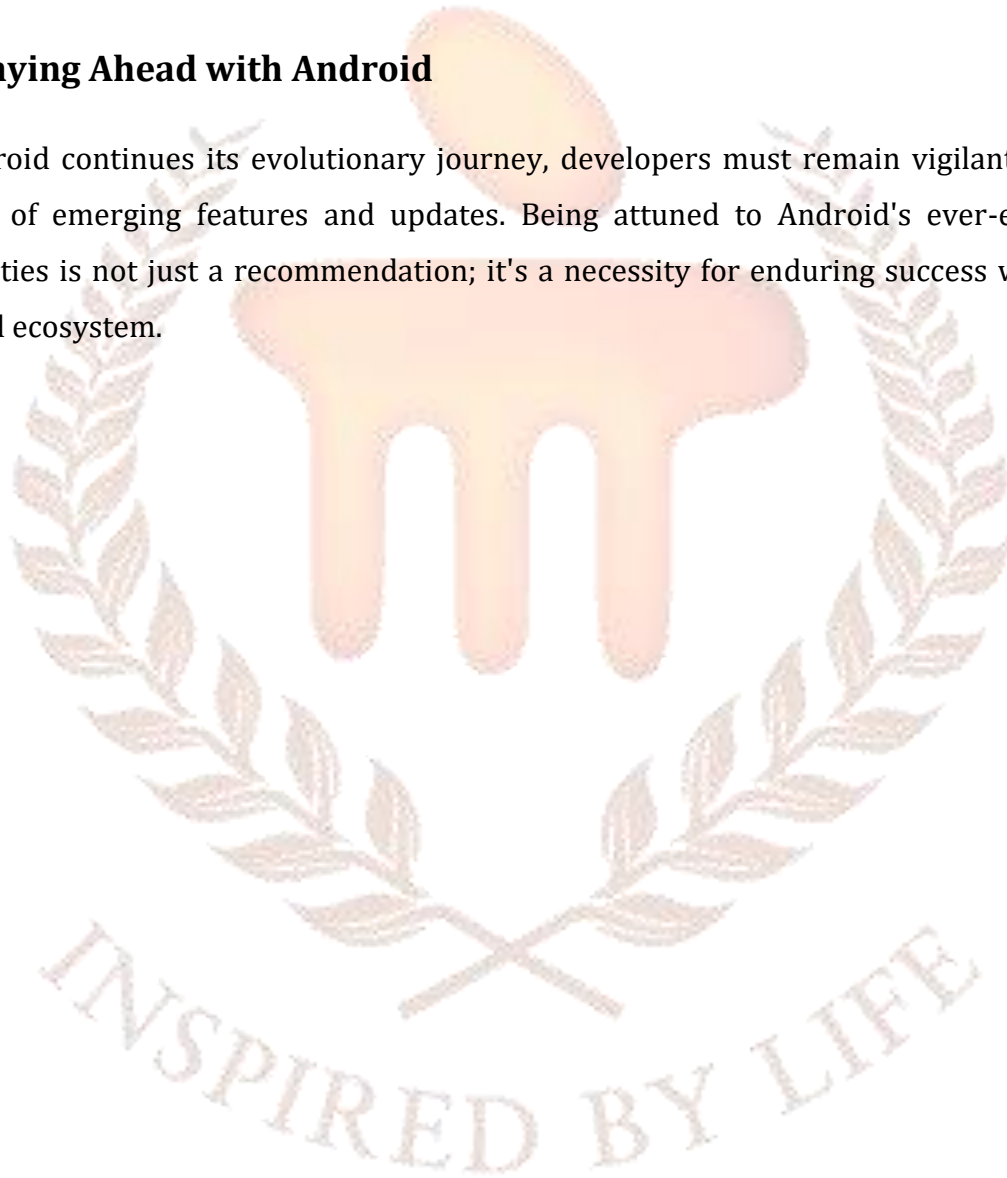 ying Ahead with Android
roid continues its evolutionary journey, developers must remain vigilant
of emerging features and updates. Being attuned to Android's ever-e
ties is not just a recommendation; it's a necessity for enduring success
ecosystem.
INSPIRED BY LIFE